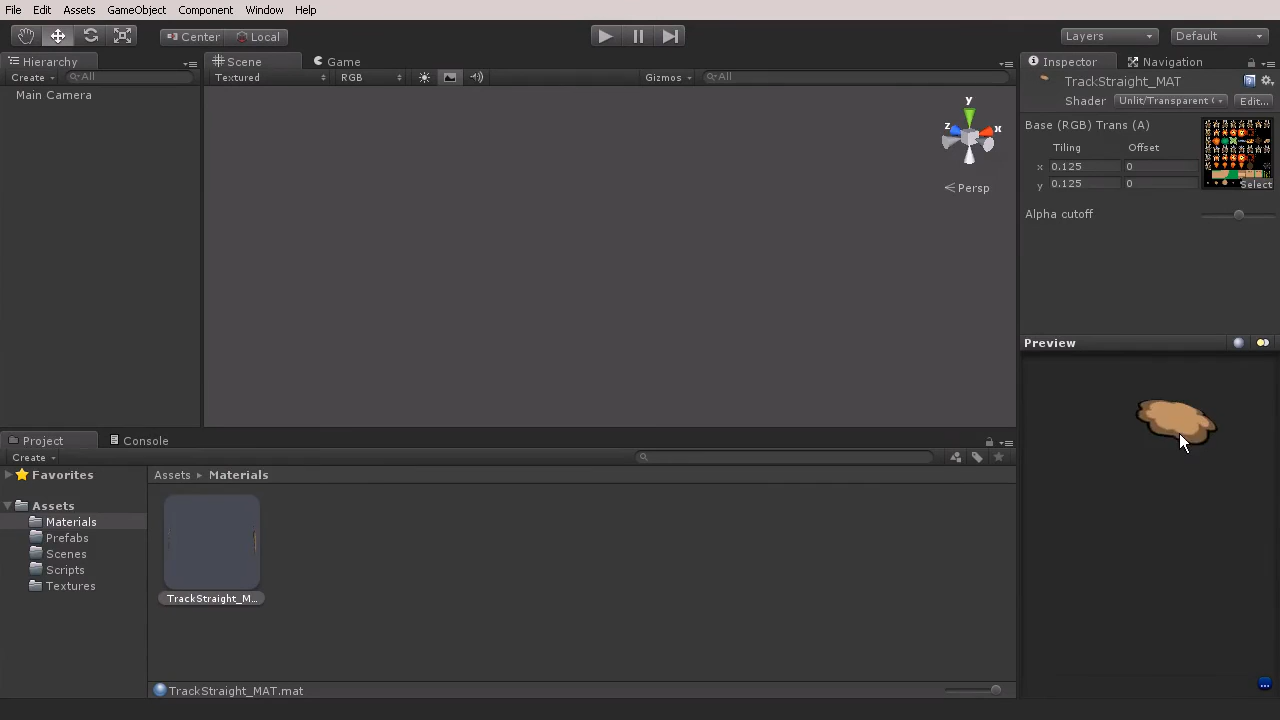 File Edit Assets GameObject Component Window Help
Center Local Layers Default
Hierarchy Scene Game Inspector Navigation
Create All Textured RGB Gizmos All TrackStraight_MAT
Main Camera Shader Unlit/Transparent Edit...
Base (RGB) Trans (A)
Tiling Offset
x 0.125 0
y 0.125 0
Select
Alpha cutoff
y
z x
Persp
Preview
Project Console
Create
Favorites Assets Materials
Assets
Materials
Prefabs
Scenes
Scripts
Textures
TrackStraight_M...
TrackStraight_MAT.mat